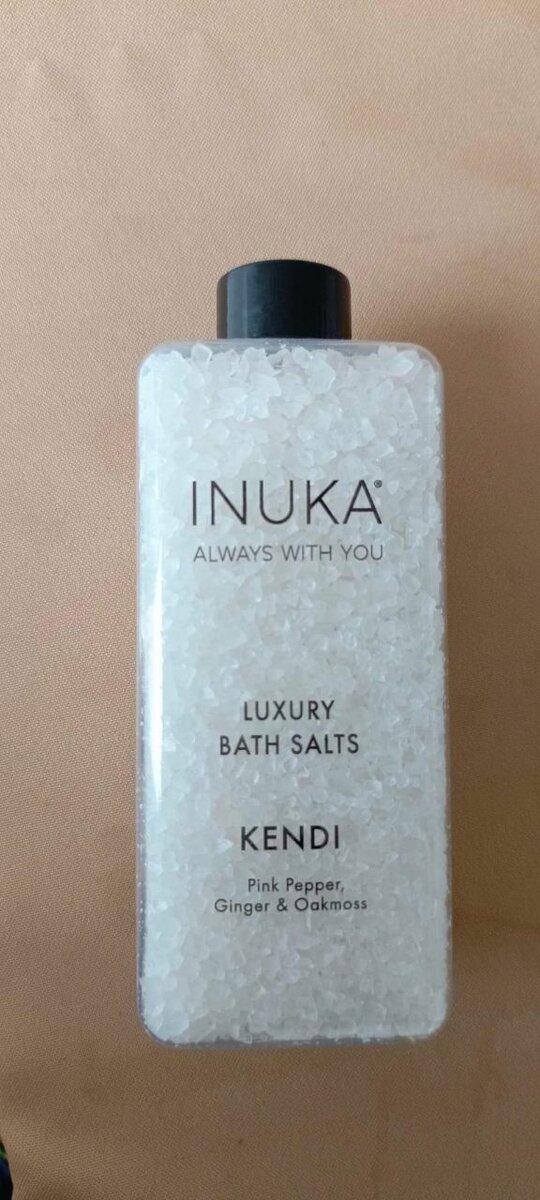 INUKA®
ALWAYS WITH YOU
LUXURY
BATH SALTS
KENDI
Pink Pepper,
Ginger & Oakmoss